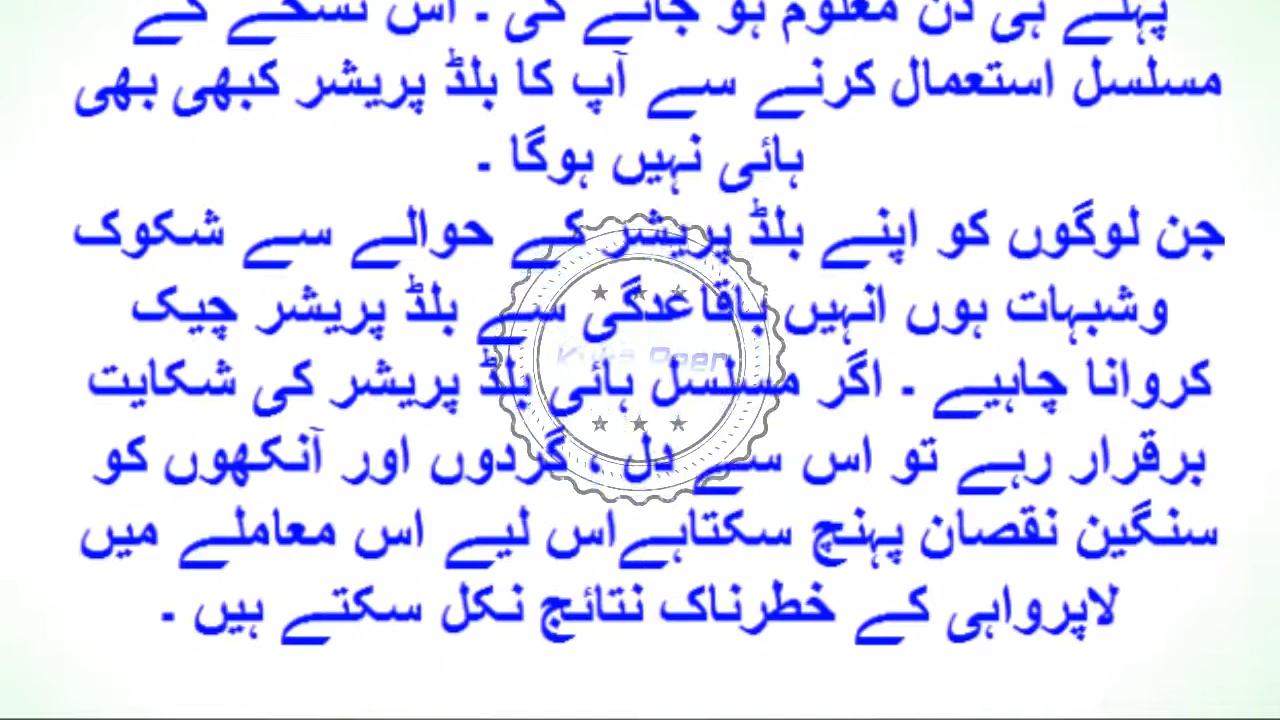 پہلے ہی دن معلوم ہو جائے گی ۔ اس نسخے کے
مسلسل استعمال کرنے سے آپ کا بلڈ پریشر کبھی بھی
ہائی نہیں ہوگا ۔
جن لوگوں کو اپنے بلڈ پریشر کے حوالے سے شکوک
وشبہات ہوں انہیں باقاعدگی سے بلڈ پریشر چیک
کروانا چاہیے ۔ اگر مسلسل ہائی بلڈ پریشر کی شکایت
برقرار رہے تو اس سے دل ، گردوں اور آنکھوں کو
سنگین نقصان پہنچ سکتاہےاس لیے اس معاملے میں
لاپرواہی کے خطرناک نتائج نکل سکتے ہیں ۔